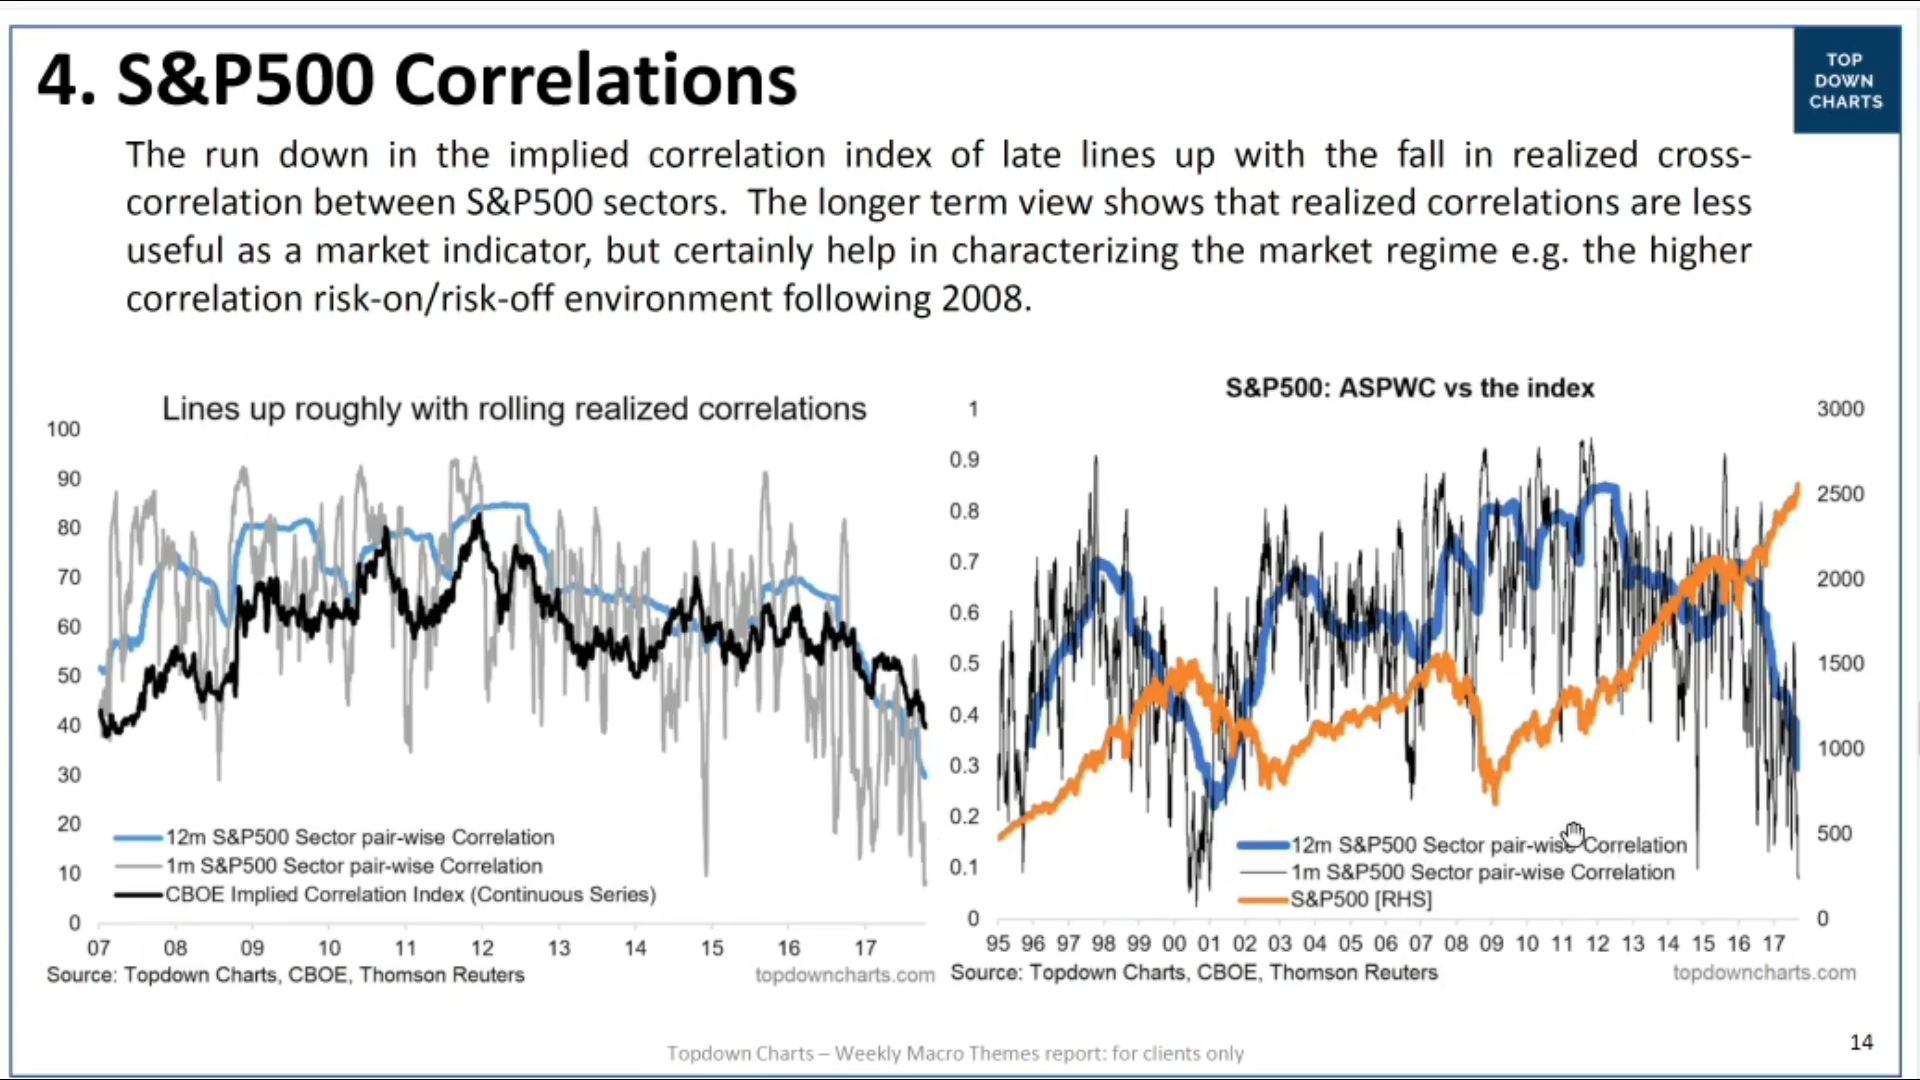 4. S&P500 Correlations
TOP
DOWN
CHARTS
The run down in the implied correlation index of late lines up with the fall in realized cross-
correlation between S&P500 sectors. The longer term view shows that realized correlations are less
useful as a market indicator, but certainly help in characterizing the market regime e.g. the higher
correlation risk-on/risk-off environment following 2008.
Lines up roughly with rolling realized correlations
100
90
80
70
60
50
40
30
20
10
0
12m S&P500 Sector pair-wise Correlation
1m S&P500 Sector pair-wise Correlation
CBOE Implied Correlation Index (Continuous Series)
07 08 09 10 11 12 13 14 15 16 17
Source: Topdown Charts, CBOE, Thomson Reuters
topdowncharts.com
S&P500: ASPWC vs the index
1
0.9
0.8
0.7
0.6
0.5
0.4
0.3
0.2
0.1
0
3000
2500
2000
1500
1000
500
0
12m S&P500 Sector pair-wise Correlation
1m S&P500 Sector pair-wise Correlation
S&P500 [RHS]
95 96 97 98 99 00 01 02 03 04 05 06 07 08 09 10 11 12 13 14 15 16 17
Source: Topdown Charts, CBOE, Thomson Reuters
topdowncharts.com
Topdown Charts – Weekly Macro Themes report: for clients only
14